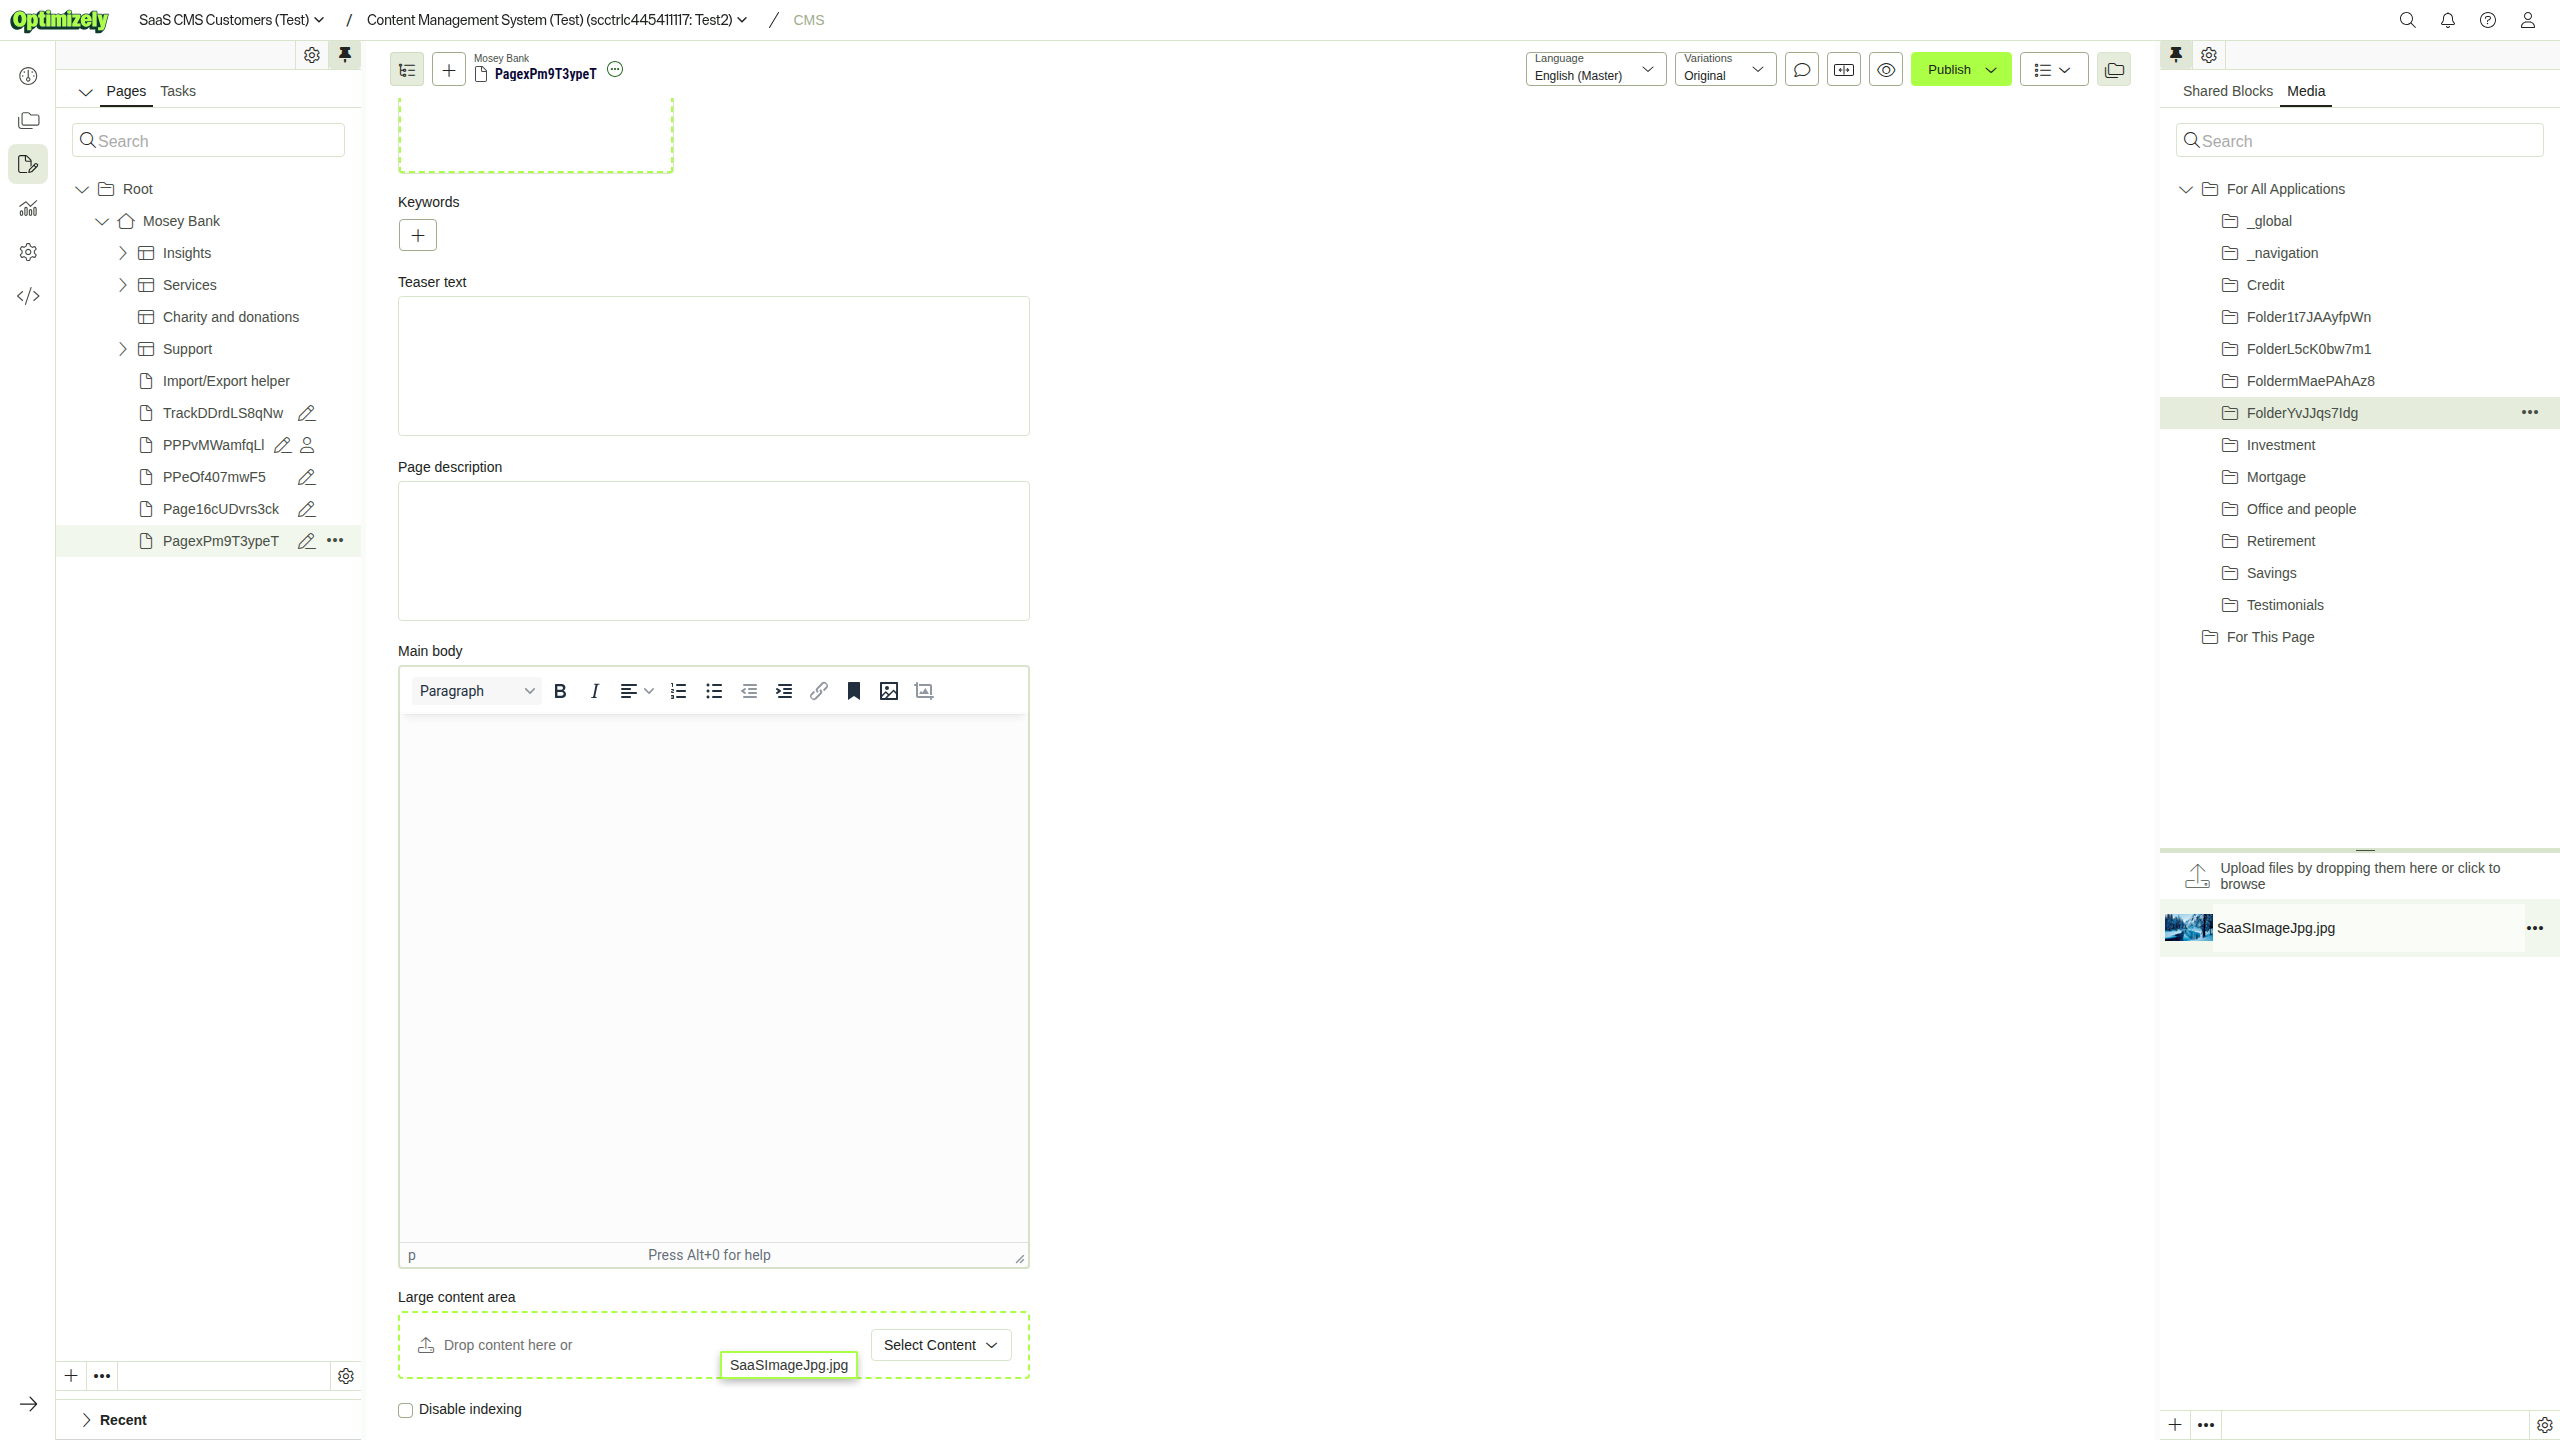 Optimizely
SaaS CMS Customers (Test) / Content Management System (Test) (scctrlc445411117: Test2) / CMS
Pages Tasks
Search
Root
Mosey Bank
Insights
Services
Charity and donations
Support
Import/Export helper
TrackDDrdLS8qNw
PPPvMWamfqLl
PPeOf407mwF5
Page16cUDvrs3ck
PagexPm9T3ypeT
Recent
Mosey Bank
PagexPm9T3ypeT
Language
English (Master)
Variations
Original
Publish
Keywords
Teaser text
Page description
Main body
Paragraph
p
Press Alt+0 for help
Large content area
Drop content here or
Select Content
SaaSImageJpg.jpg
Disable indexing
Shared Blocks Media
Search
For All Applications
_global
_navigation
Credit
Folder1t7JAAyfpWn
FolderL5cK0bw7m1
FoldermMaePAhAz8
FolderYvJJqs7Idg
Investment
Mortgage
Office and people
Retirement
Savings
Testimonials
For This Page
Upload files by dropping them here or click to
browse
SaaSImageJpg.jpg